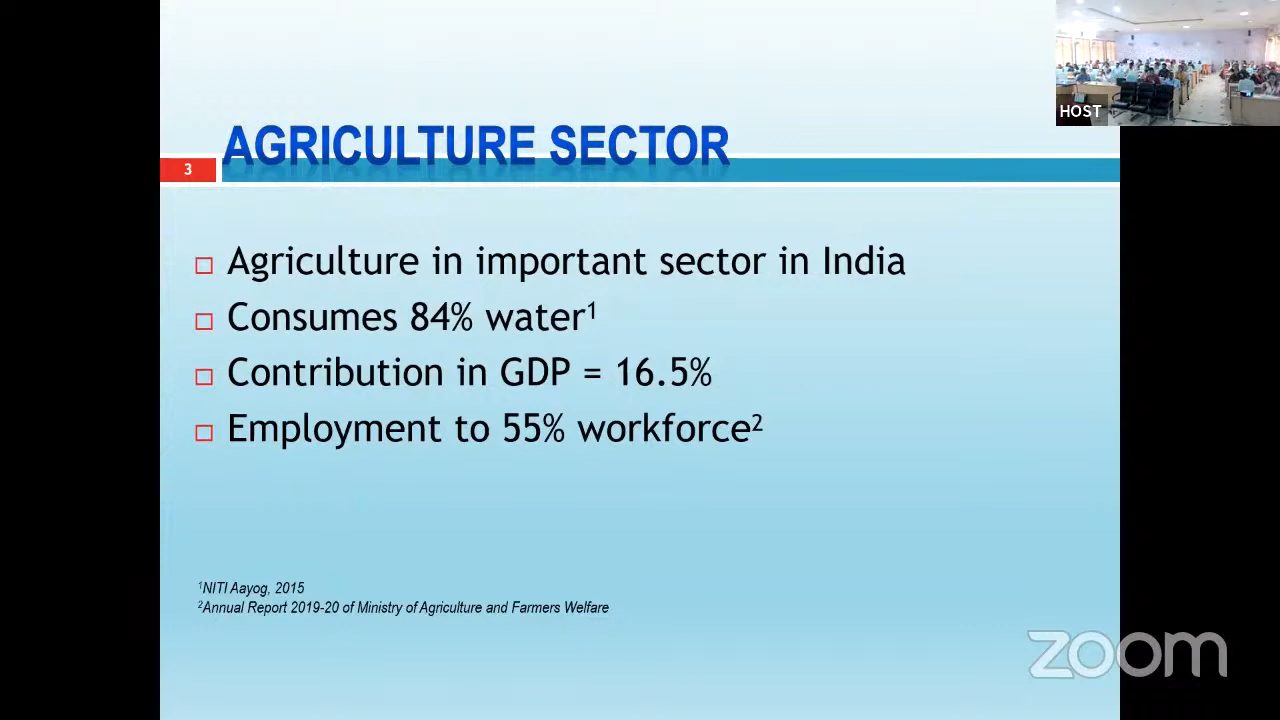 HOST
AGRICULTURE SECTOR
3
Agriculture in important sector in India
Consumes 84% water¹
Contribution in GDP = 16.5%
Employment to 55% workforce²
¹NITI Aayog, 2015
²Annual Report 2019-20 of Ministry of Agriculture and Farmers Welfare
zoom